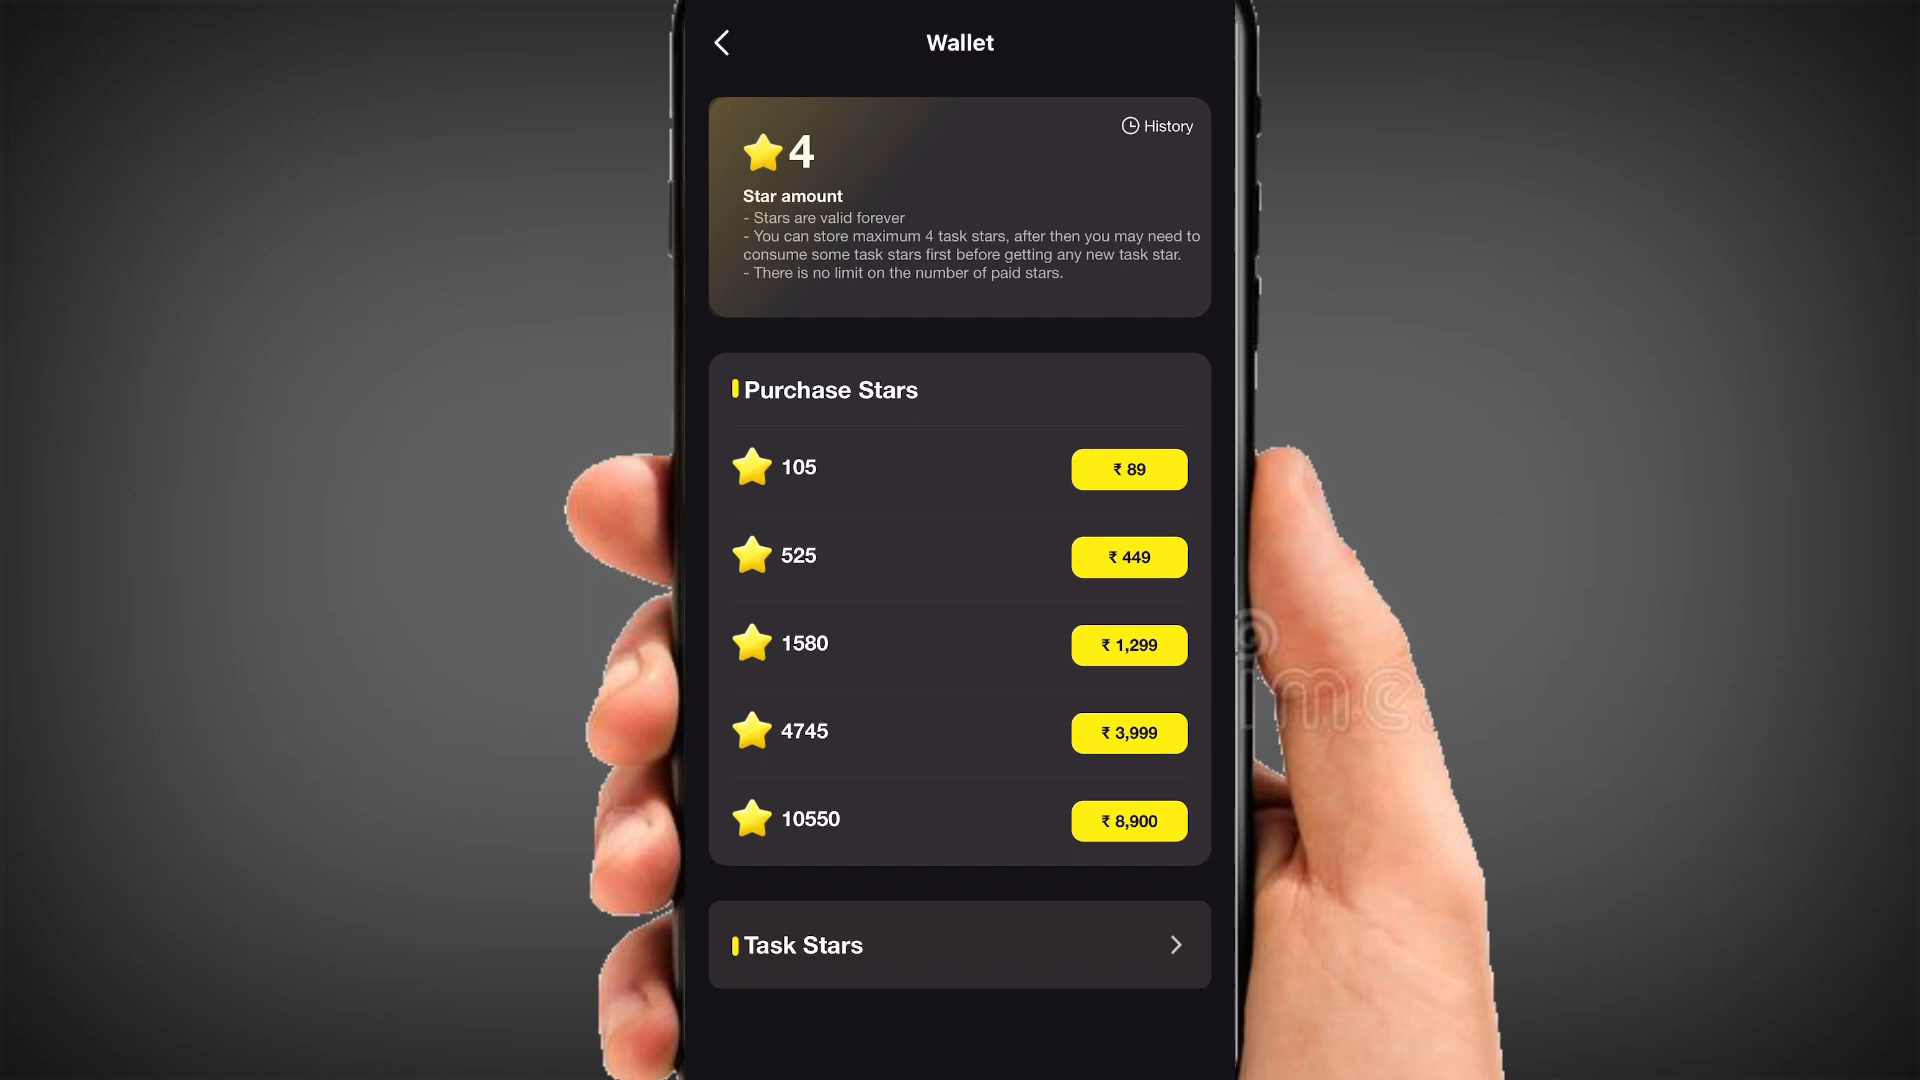 Wallet
History
4
Star amount
- Stars are valid forever
- You can store maximum 4 task stars, after then you may need to
consume some task stars first before getting any new task star.
- There is no limit on the number of paid stars.
Purchase Stars
105
₹ 89
525
₹ 449
1580
₹ 1,299
4745
₹ 3,999
10550
₹ 8,900
Task Stars